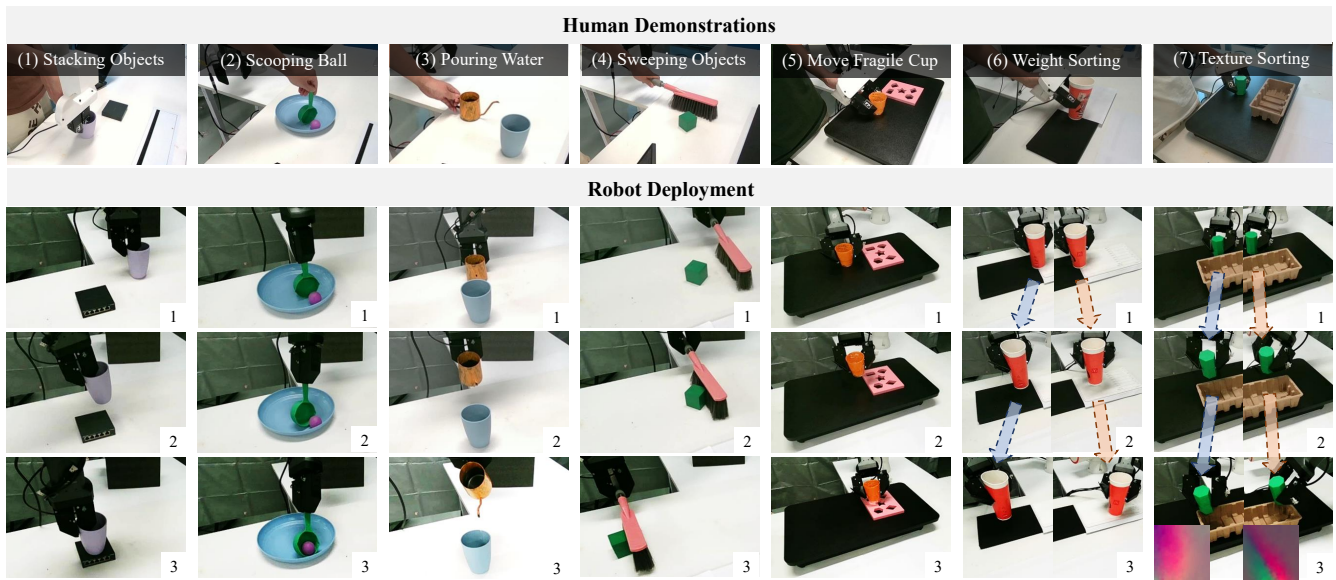 Human Demonstrations
(1) Stacking Objects
(2) Scooping Ball
(3) Pouring Water
(4) Sweeping Objects
(5) Move Fragile Cup
(6) Weight Sorting
(7) Texture Sorting
Robot Deployment
1 1 1 1 1 1 1
2 2 2 2 2 2 2
3 3 3 3 3 3 3